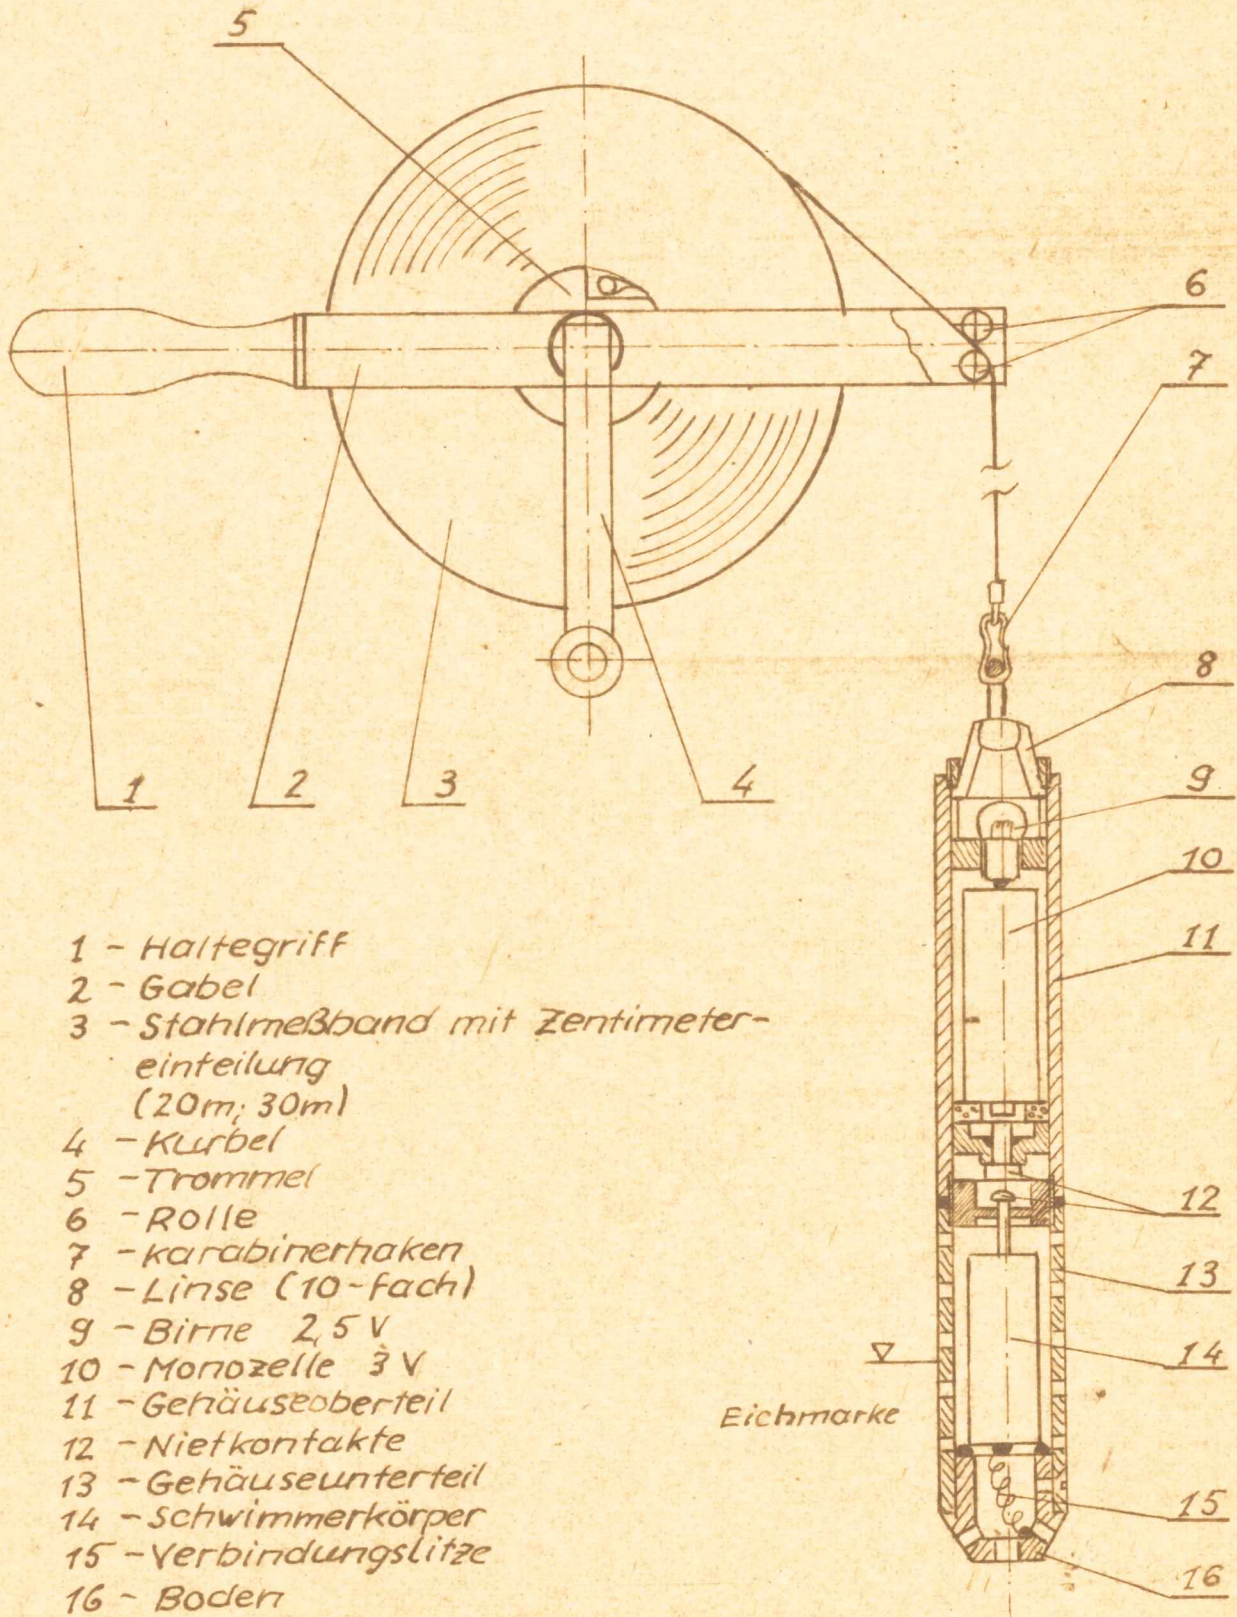 5
6
7
8
1
2
3
4
9
10
11
1 - Haltegriff
2 - Gabel
3 - Stahlmeßband mit Zentimeter-
einteilung
(20m; 30m)
4 - Kurbel
5 - Trommel
6 - Rolle
7 - Karabinerhaken
8 - Linse (10-fach)
9 - Birne 2,5 V
10 - Monozelle 3 V
11 - Gehäuseoberteil
12 - Nietkontakte
13 - Gehäuseunterteil
14 - Schwimmerkörper
15 - Verbindungslitze
16 - Boden
12
13
14
Eichmarke
15
16